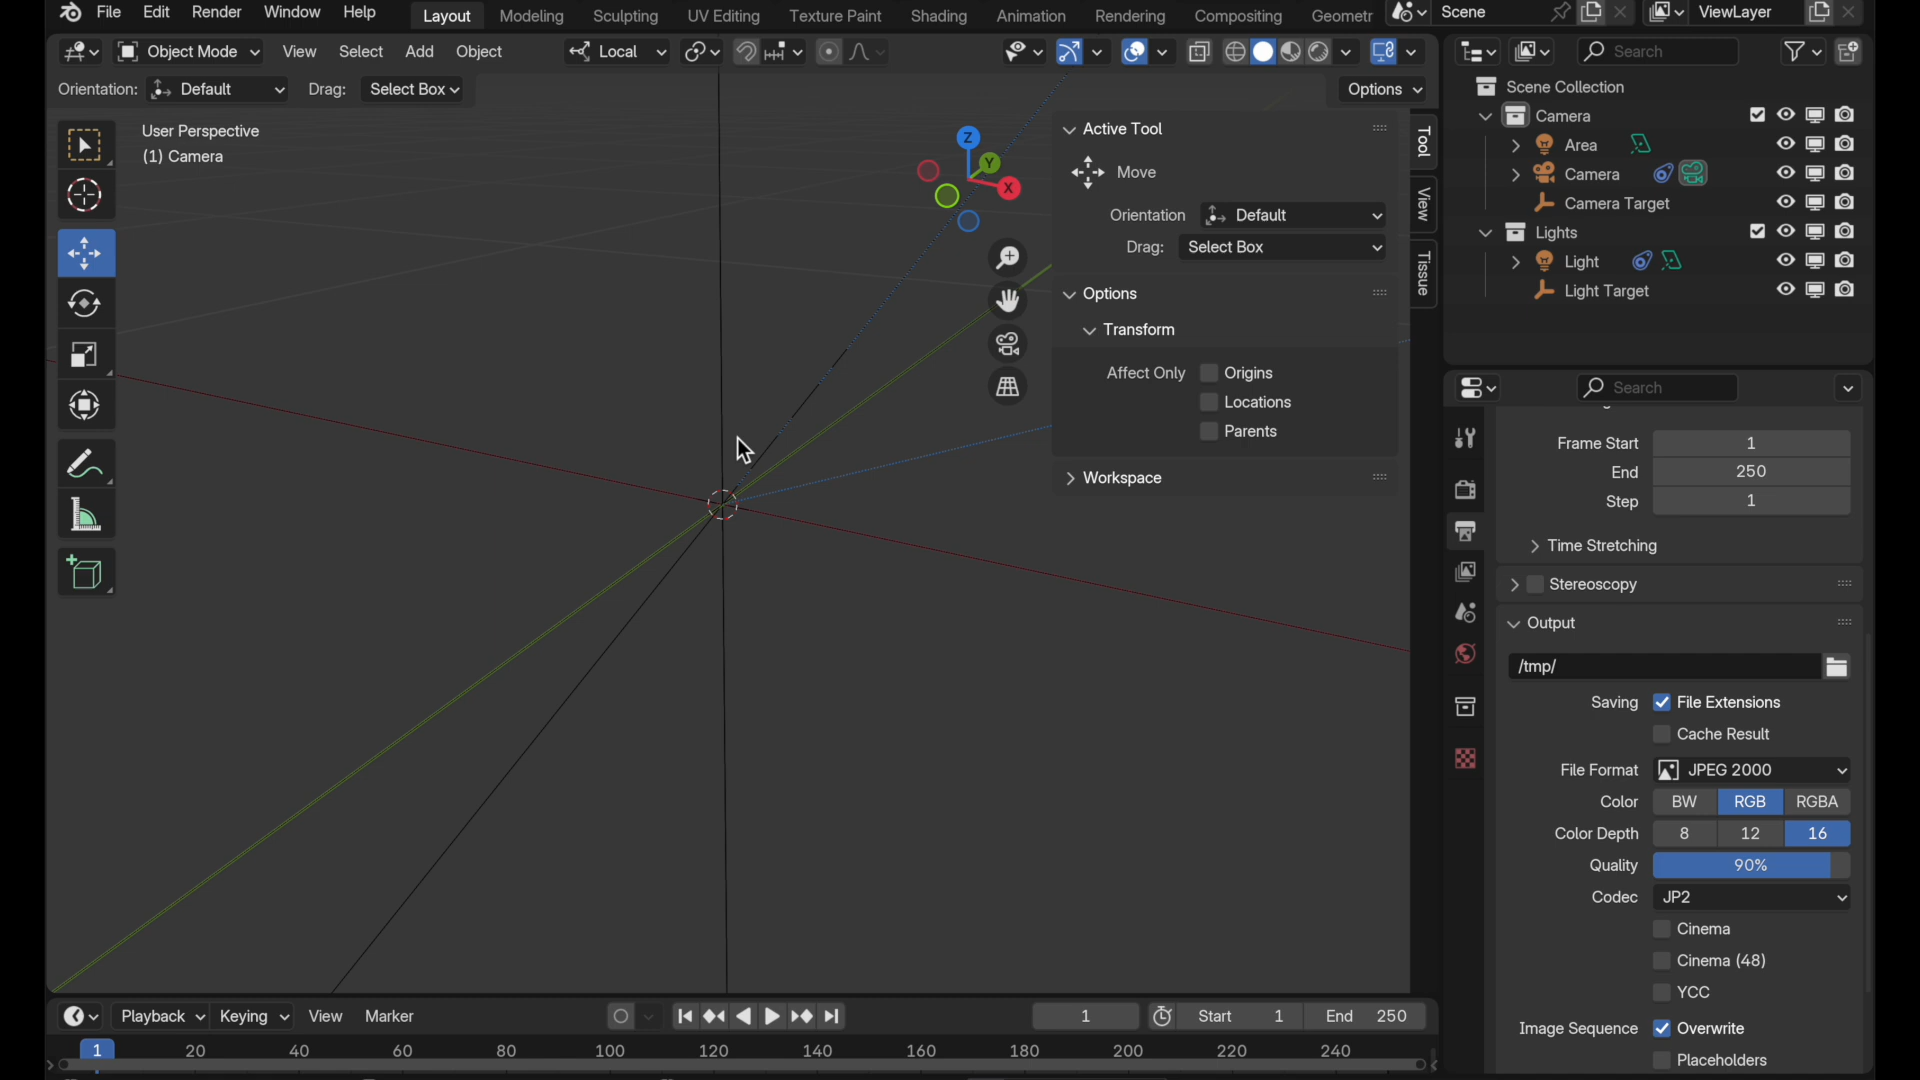 File Edit Render Window Help Layout Modeling Sculpting UV Editing Texture Paint Shading Animation Rendering Compositing Geometr Scene ViewLayer
Object Mode View Select Add Object Local Search
Orientation: Default Drag: Select Box Options
User Perspective
(1) Camera
Z
Y
X
Active Tool
Move
Orientation Default
Drag: Select Box
Options
Transform
Affect Only Origins
Locations
Parents
Workspace
Tool
View
Tissue
Scene Collection
Camera
Area
Camera
Camera Target
Lights
Light
Light Target
Search
Frame Start 1
End 250
Step 1
Time Stretching
Stereoscopy
Output
/tmp/
Saving File Extensions
Cache Result
File Format JPEG 2000
Color BW RGB RGBA
Color Depth 8 12 16
Quality 90%
Codec JP2
Cinema
Cinema (48)
YCC
Image Sequence Overwrite
Placeholders
Playback Keying View Marker 1 Start 1 End 250
1 20 40 60 80 100 120 140 160 180 200 220 240